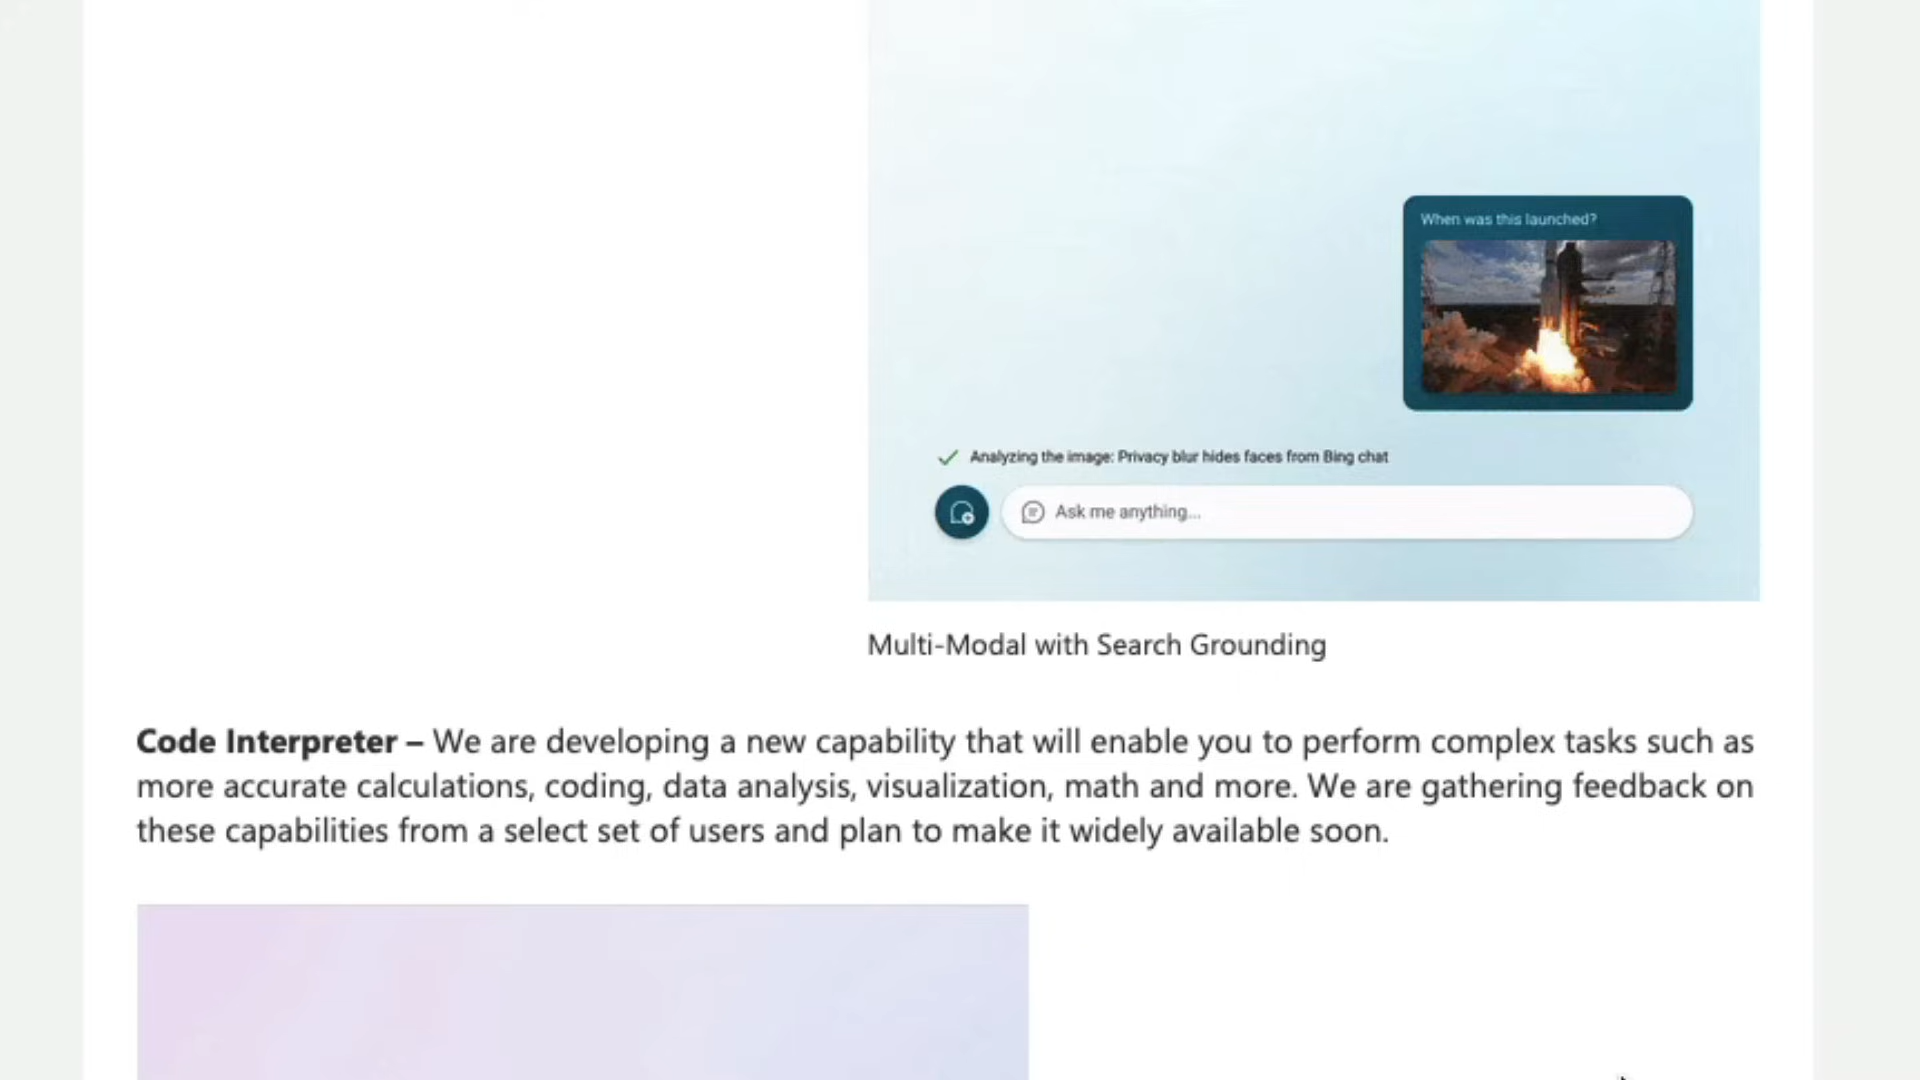 When was this launched?
Analyzing the image: Privacy blur hides faces from Bing chat
Ask me anything...
Multi-Modal with Search Grounding
Code Interpreter – We are developing a new capability that will enable you to perform complex tasks such as
more accurate calculations, coding, data analysis, visualization, math and more. We are gathering feedback on
these capabilities from a select set of users and plan to make it widely available soon.